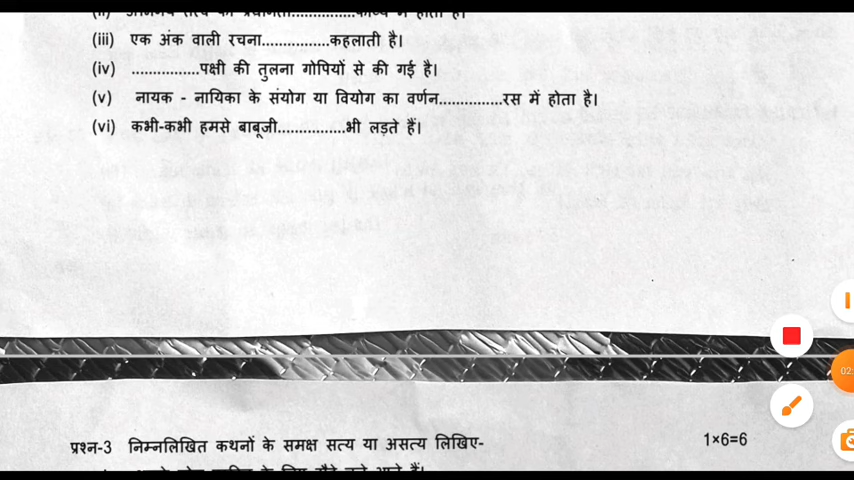 (iii) एक अंक वाली रचना............कहलाती है।
(iv) ...............पक्षी की तुलना गोपियों से की गई है।
(v) नायक - नायिका के संयोग या वियोग का वर्णन..............रस में होता है।
(vi) कभी-कभी हमसे बाबूजी...............भी लड़ते हैं।
प्रश्न-3 निम्नलिखित कथनों के समक्ष सत्य या असत्य लिखिए- 1×6=6